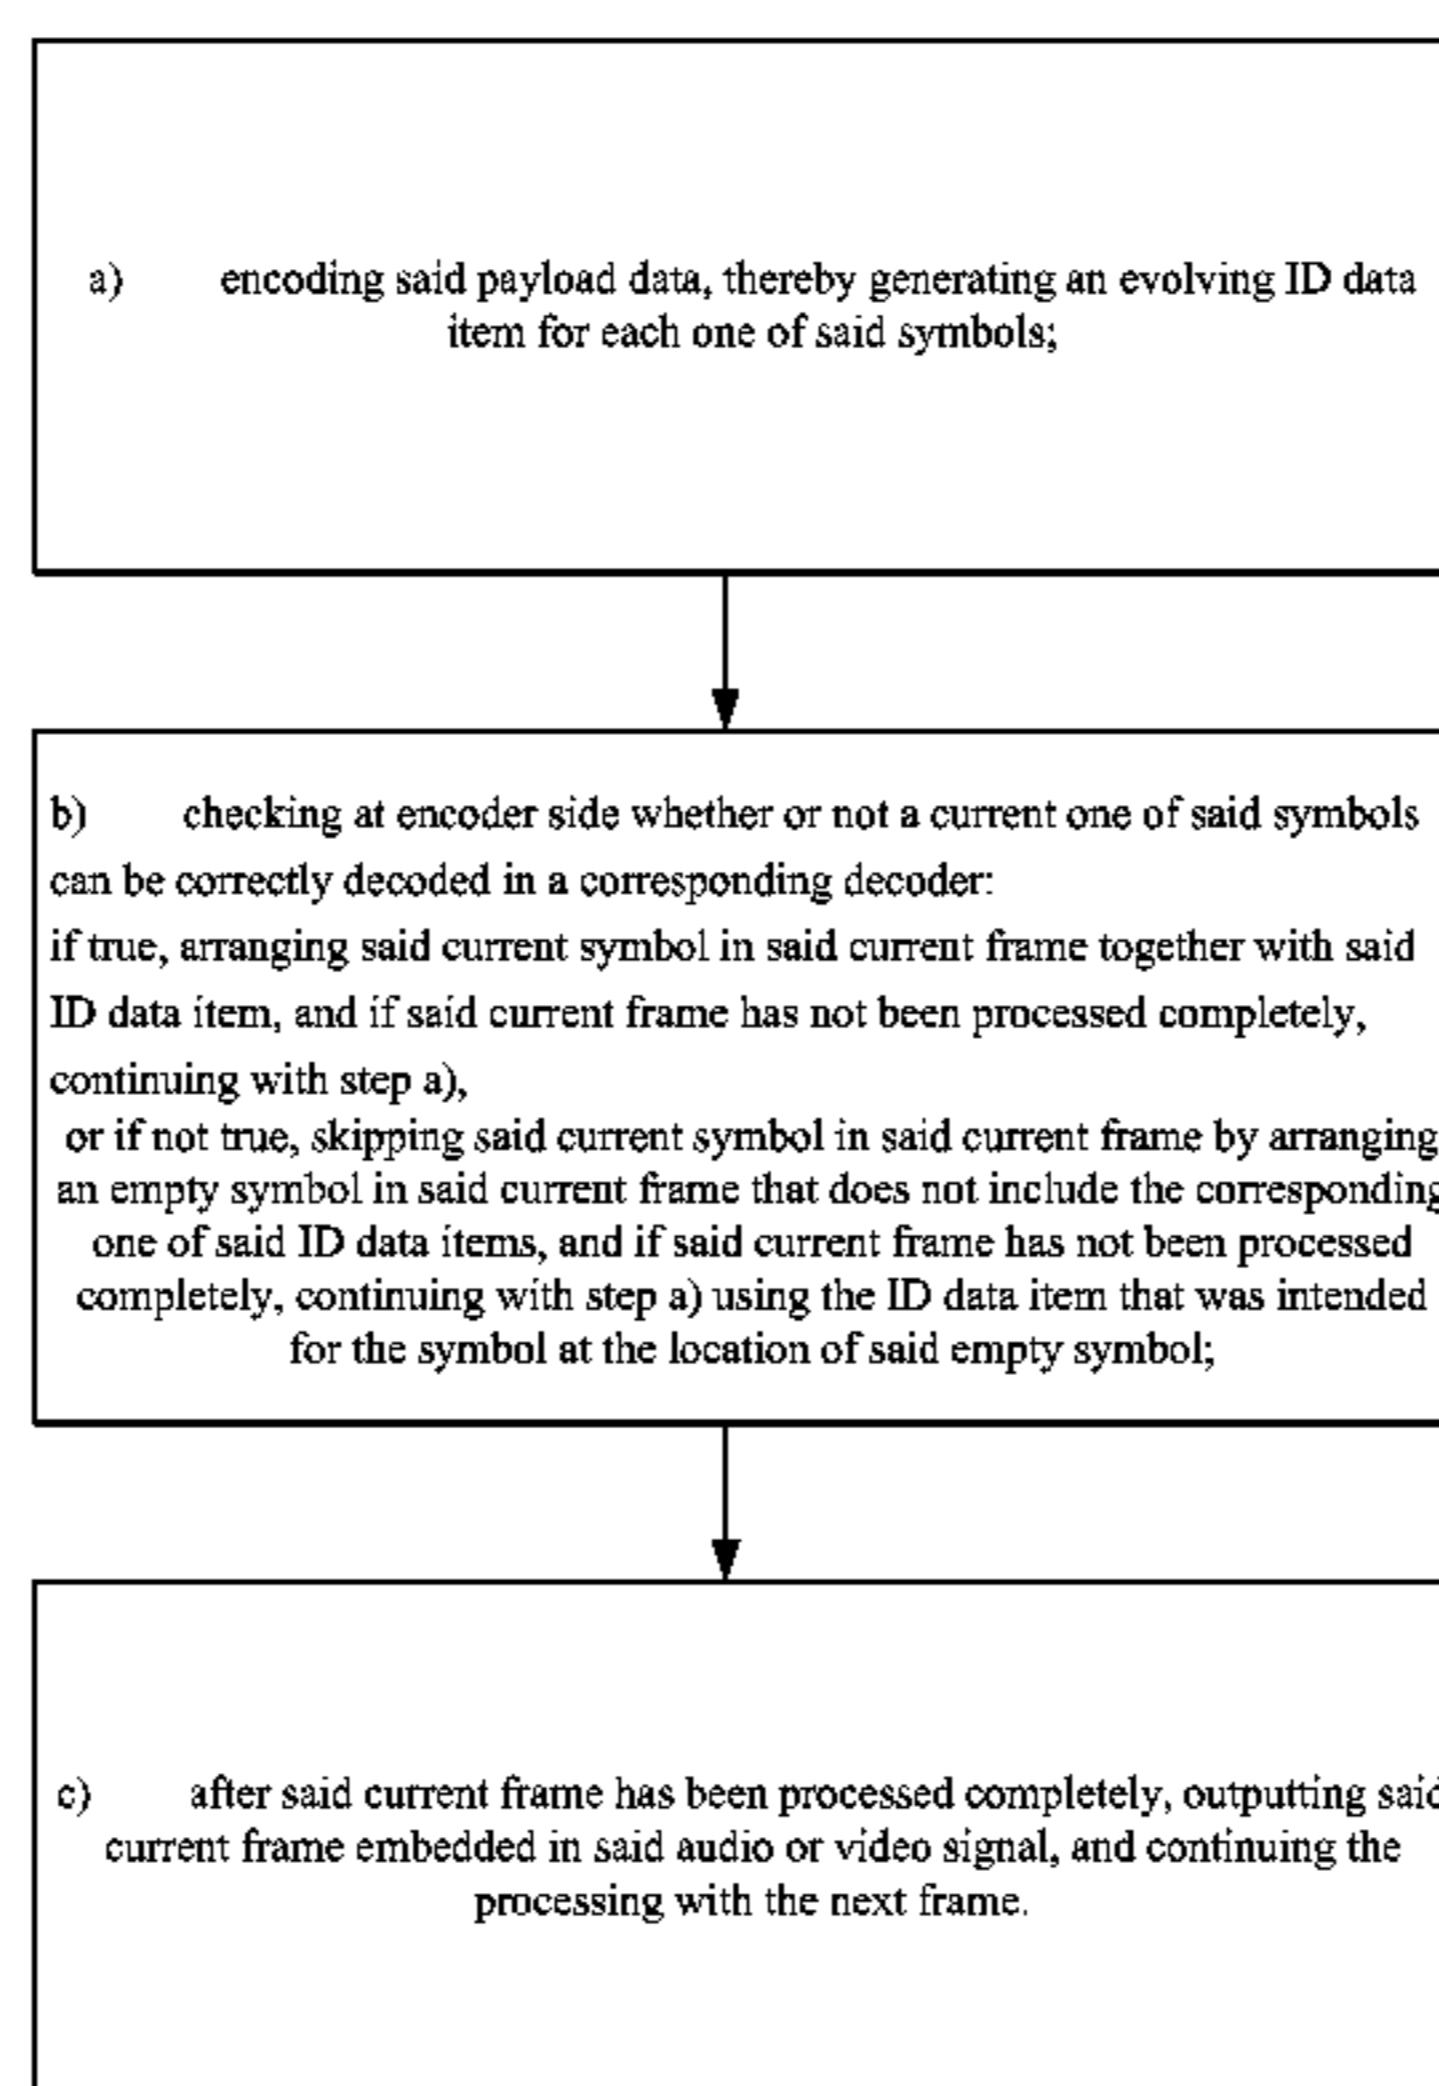 a) encoding said payload data, thereby generating an evolving ID data
item for each one of said symbols;
b) checking at encoder side whether or not a current one of said symbols
can be correctly decoded in a corresponding decoder:
if true, arranging said current symbol in said current frame together with said
ID data item, and if said current frame has not been processed completely,
continuing with step a),
or if not true, skipping said current symbol in said current frame by arranging
an empty symbol in said current frame that does not include the corresponding
one of said ID data items, and if said current frame has not been processed
completely, continuing with step a) using the ID data item that was intended
for the symbol at the location of said empty symbol;
c) after said current frame has been processed completely, outputting said
current frame embedded in said audio or video signal, and continuing the
processing with the next frame.